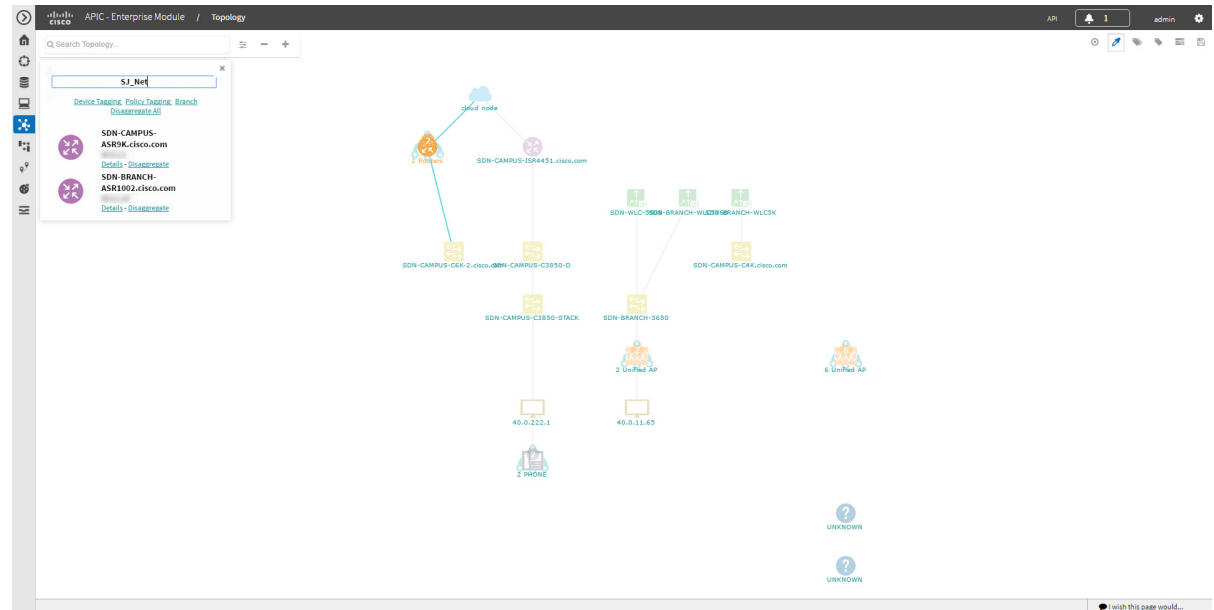 cisco APIC - Enterprise Module / Topology API 1 admin
Search Topology...
SJ_Net
Device Tagging Policy Tagging Branch
Disaggregate All
SDN-CAMPUS-
ASR9K.cisco.com
Details - Disaggregate
SDN-BRANCH-
ASR1002.cisco.com
Details - Disaggregate
cloud node
2
2 Routers
SDN-CAMPUS-ISR4451.cisco.com
SDN-BRANCH-WLC5K
SDN-CAMPUS-C6K-2.cisco.com
SDN-CAMPUS-C3850-D
SDN-CAMPUS-C4K.cisco.com
SDN-CAMPUS-C3850-STACK
SDN-BRANCH-3650
2 Unified AP
6 Unified AP
40.0.222.1
40.0.11.65
2 PHONE
?
UNKNOWN
?
UNKNOWN
I wish this page would...